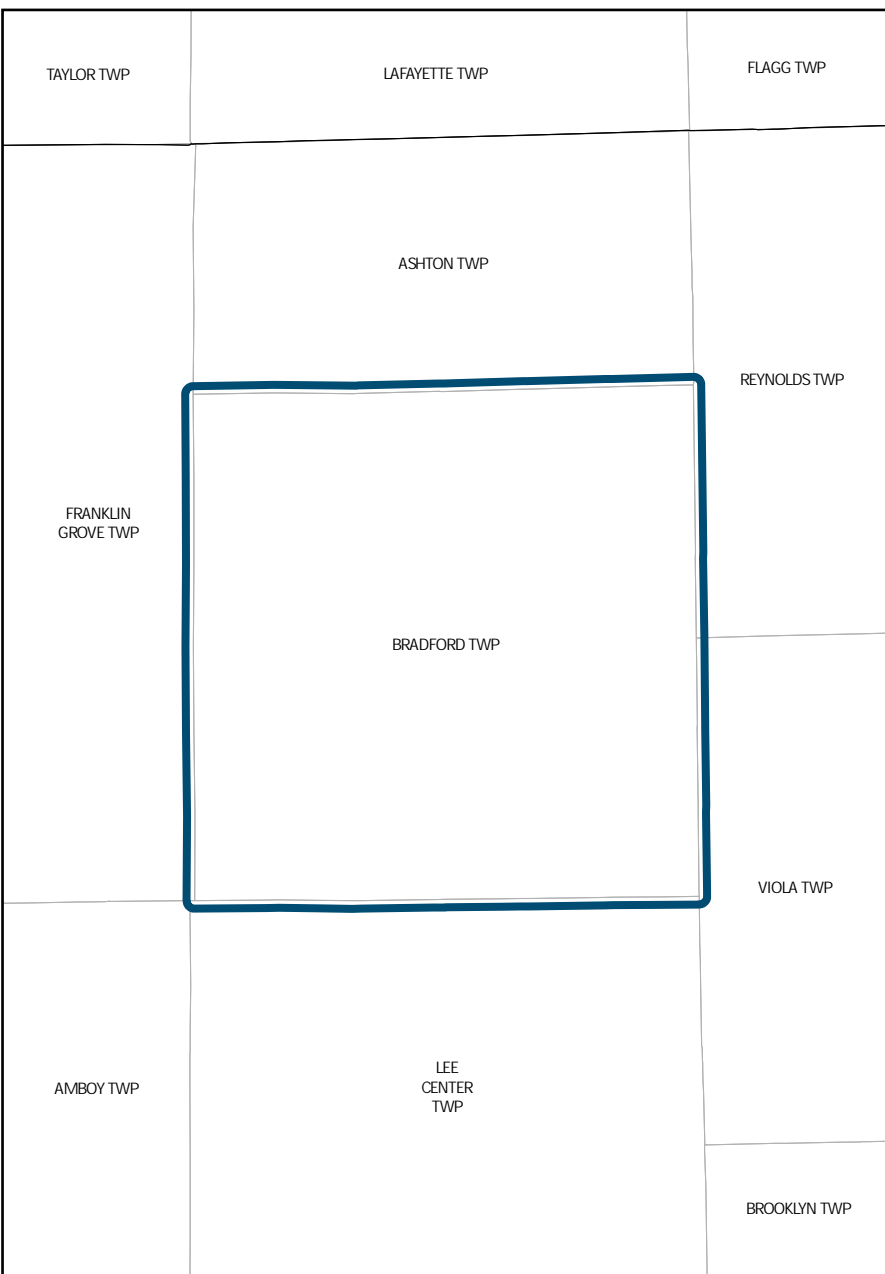 TAYLOR TWP
LAFAYETTE TWP
FLAGG TWP
ASHTON TWP
REYNOLDS TWP
FRANKLIN
GROVE TWP
BRADFORD TWP
VIOLA TWP
AMBOY TWP
LEE
CENTER
TWP
BROOKLYN TWP